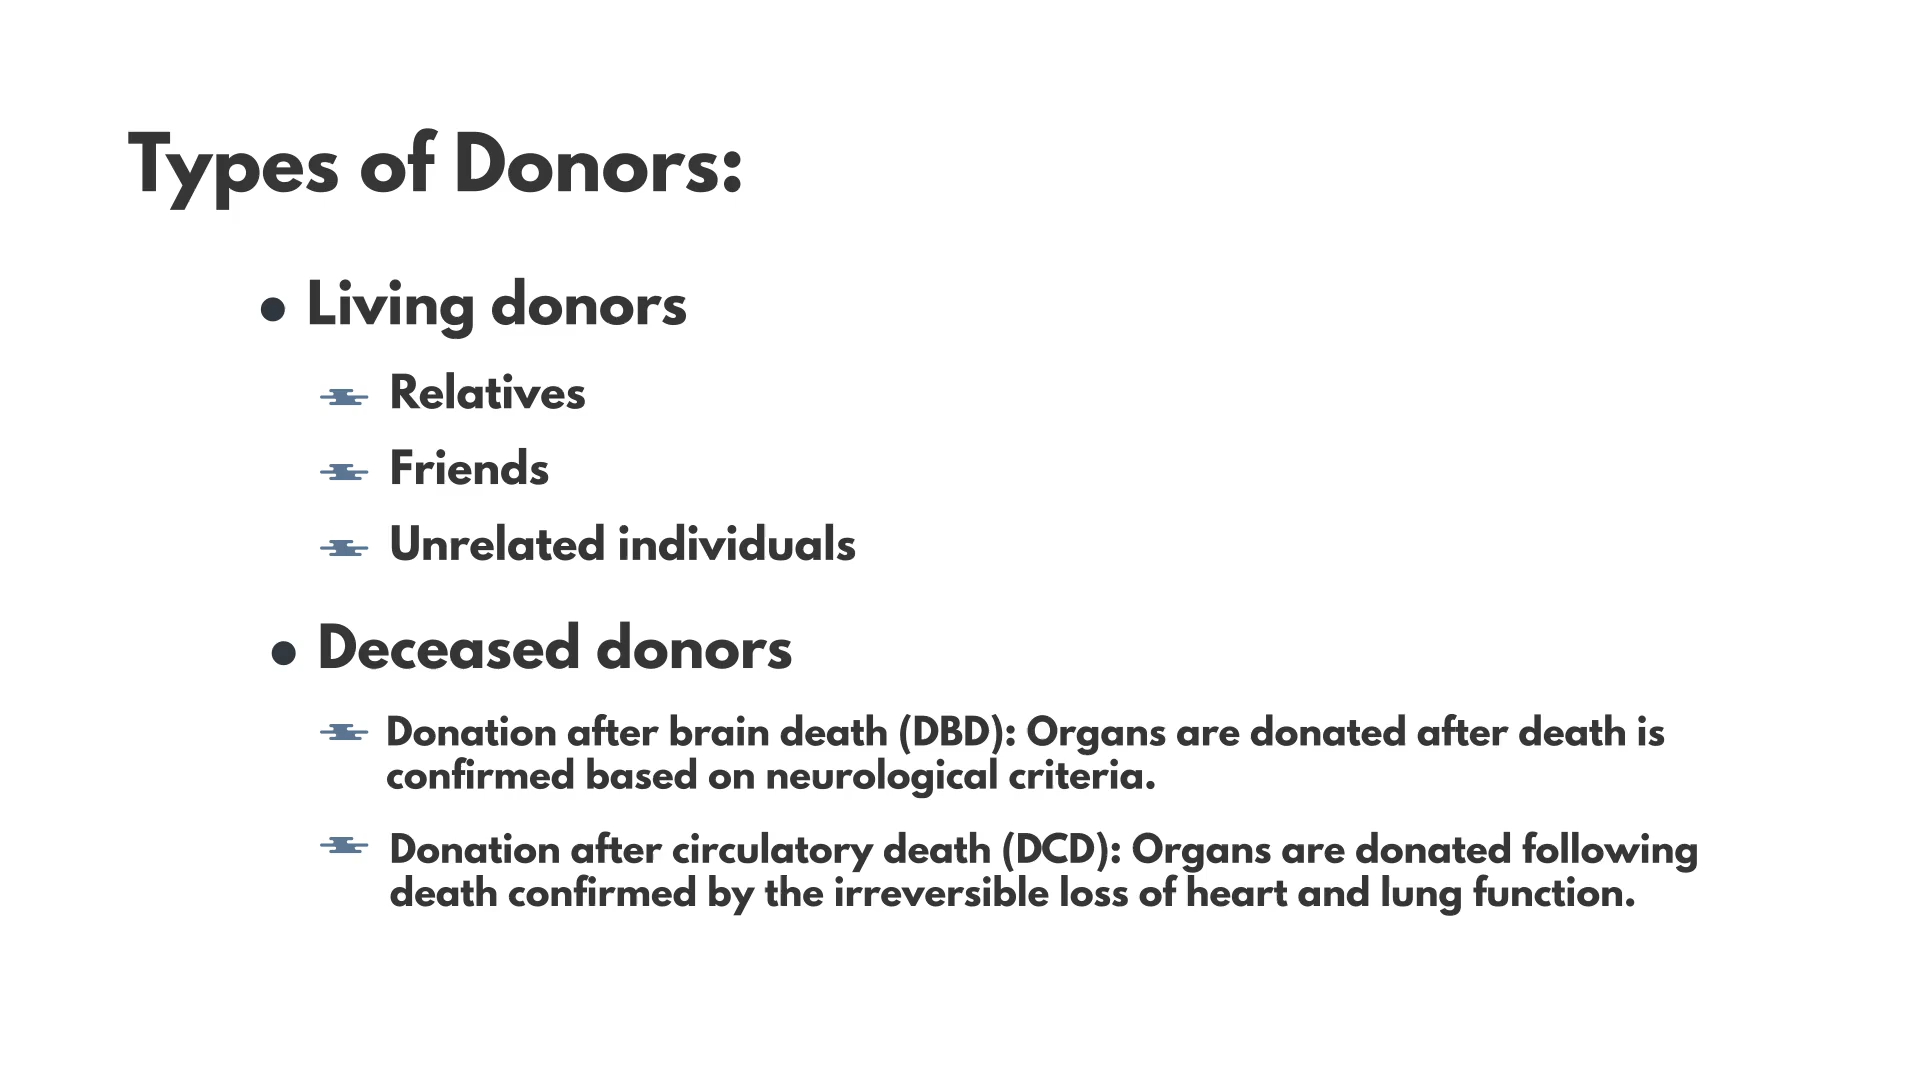 Types of Donors:
Living donors
Relatives
Friends
Unrelated individuals
Deceased donors
Donation after brain death (DBD): Organs are donated after death is
confirmed based on neurological criteria.
Donation after circulatory death (DCD): Organs are donated following
death confirmed by the irreversible loss of heart and lung function.